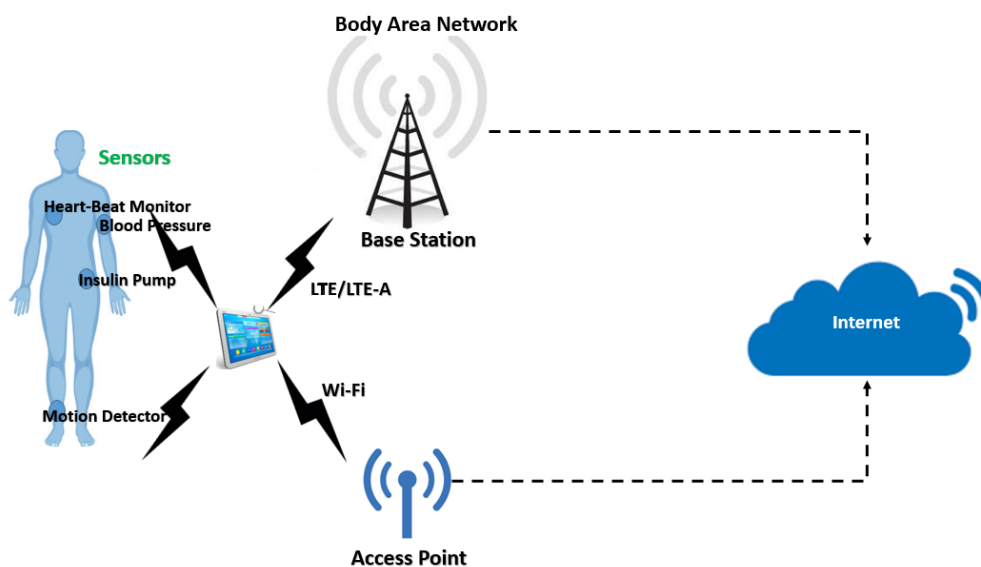 Body Area Network
Sensors
Heart-Beat Monitor
Blood Pressure
Base Station
Insulin Pump
LTE/LTE-A
Internet
Wi-Fi
Motion Detector
Access Point